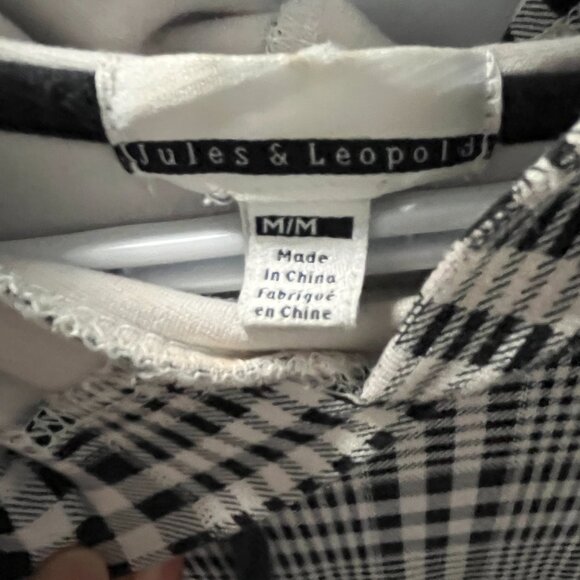 Jules & Leopold
M/M
Made
In China
Fabriqué
en Chine